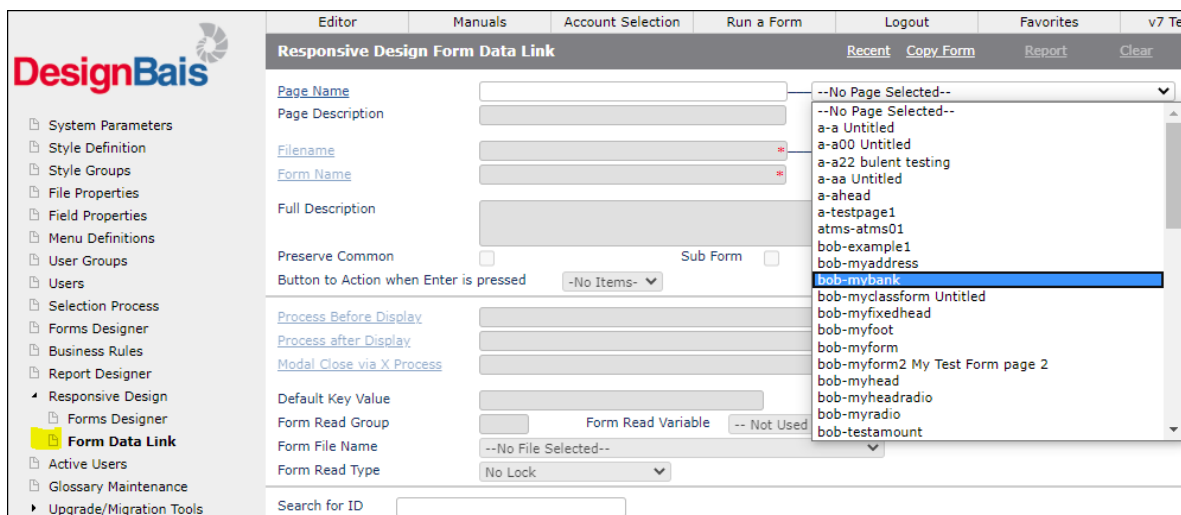 Editor Manuals Account Selection Run a Form Logout Favorites v7 Te
DesignBais
Responsive Design Form Data Link Recent Copy Form Report Clear
System Parameters
Style Definition
Style Groups
File Properties
Field Properties
Menu Definitions
User Groups
Users
Selection Process
Forms Designer
Business Rules
Report Designer
Responsive Design
Forms Designer
Form Data Link
Active Users
Glossary Maintenance
Upgrade/Migration Tools
Page Name --No Page Selected--
Page Description
Filename *
Form Name *
Full Description
Preserve Common Sub Form
Button to Action when Enter is pressed -No Items-
Process Before Display
Process after Display
Modal Close via X Process
Default Key Value
Form Read Group Form Read Variable -- Not Used
Form File Name --No File Selected--
Form Read Type No Lock
Search for ID
--No Page Selected--
a-a Untitled
a-a00 Untitled
a-a22 bulent testing
a-aa Untitled
a-ahead
a-testpage1
atms-atms01
bob-example1
bob-myaddress
bob-mybank
bob-myclassform Untitled
bob-myfixedhead
bob-myfoot
bob-myform
bob-myform2 My Test Form page 2
bob-myhead
bob-myheadradio
bob-myradio
bob-testamount